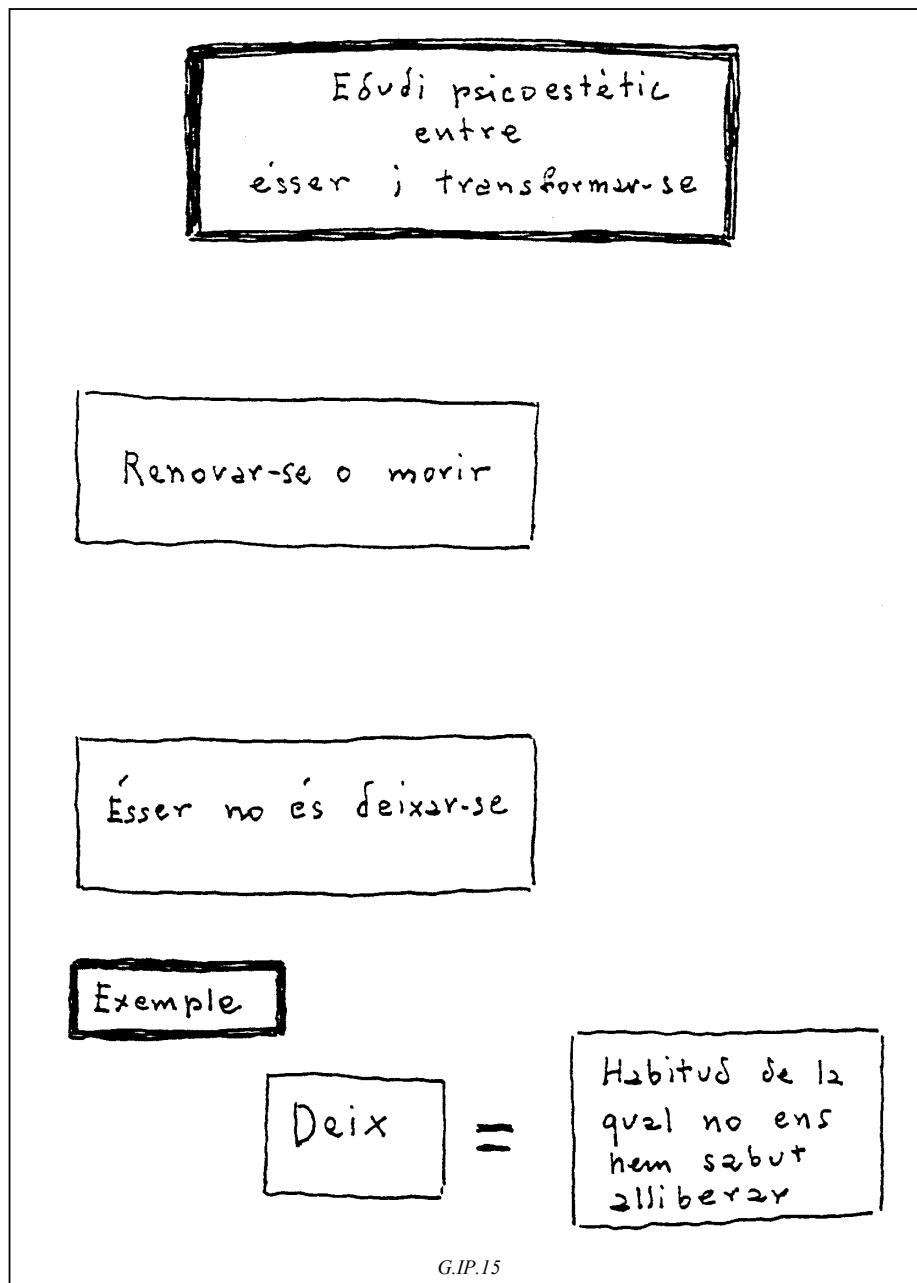 Estudi psicoestètic
entre
ésser i transformar-se
Renovar-se o morir
Ésser no és deixar-se
Exemple
Deix
=
Habitud de la
qual no ens
hem sabut
alliberar
G.IP.15